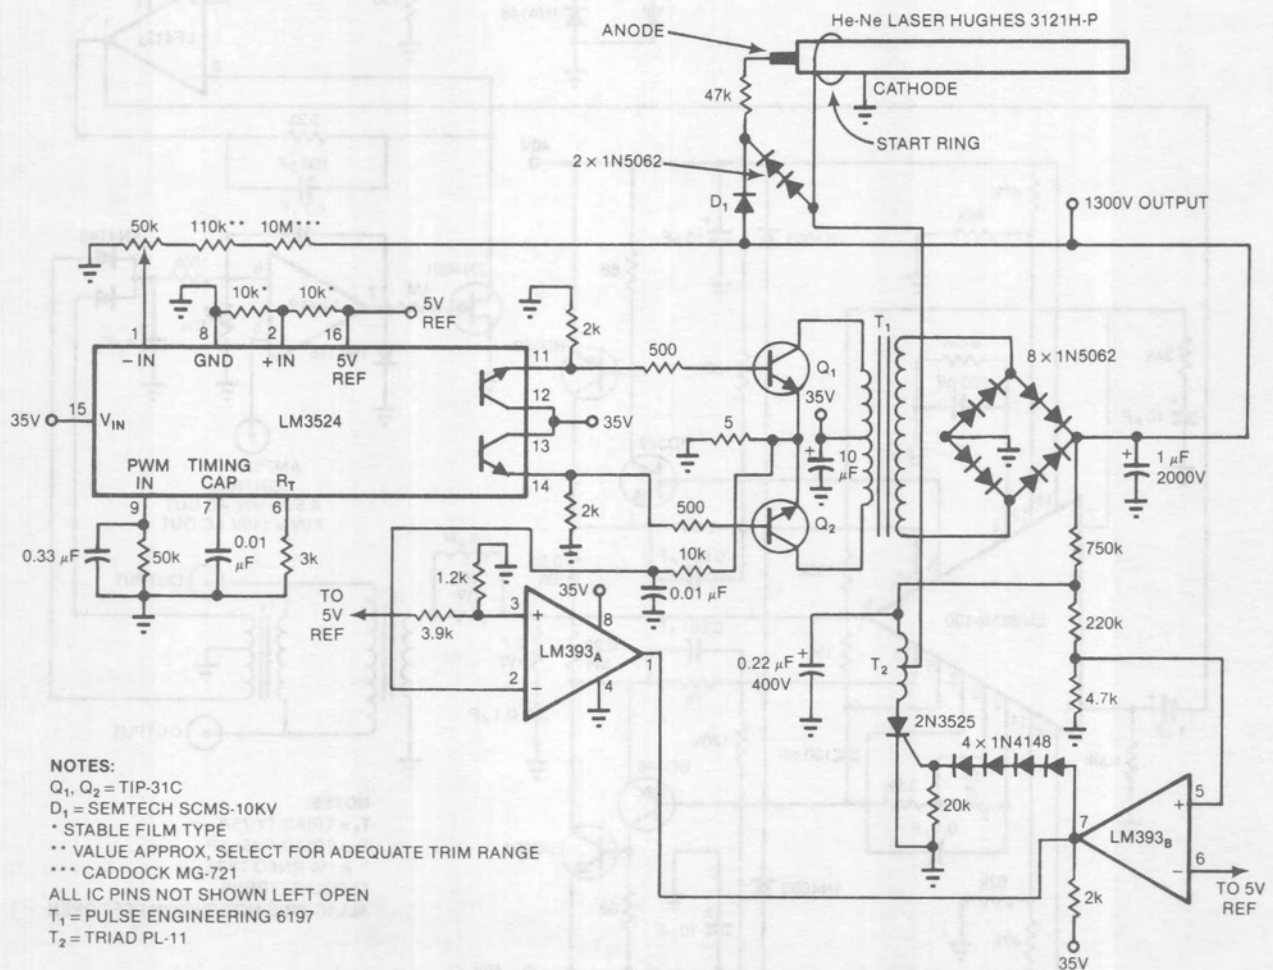 He-Ne LASER HUGHES 3121H-P
ANODE
CATHODE
START RING
47k
2 × 1N5062
D₁
1300V OUTPUT
50k
110k**
10M***
10k*
10k*
5V
REF
1
8
2
16
– IN
GND
+ IN
5V
REF
35V
15
V_IN
LM3524
PWM
IN
TIMING
CAP
R_T
9
7
6
11
12
13
14
35V
2k
2k
500
500
5
Q₁
Q₂
35V
+
10
µF
T₁
8 × 1N5062
+
1 µF
2000V
0.33 µF
50k
0.01
µF
3k
10k
0.01 µF
1.2k
TO
5V
REF
3.9k
3
+
2
–
35V
8
LM393A
1
4
+
0.22 µF
400V
T₂
750k
220k
4.7k
2N3525
4 × 1N4148
20k
7
5
+
6
–
LM393B
TO 5V
REF
2k
35V
NOTES:
Q₁, Q₂ = TIP-31C
D₁ = SEMTECH SCMS-10KV
* STABLE FILM TYPE
** VALUE APPROX, SELECT FOR ADEQUATE TRIM RANGE
*** CADDOCK MG-721
ALL IC PINS NOT SHOWN LEFT OPEN
T₁ = PULSE ENGINEERING 6197
T₂ = TRIAD PL-11